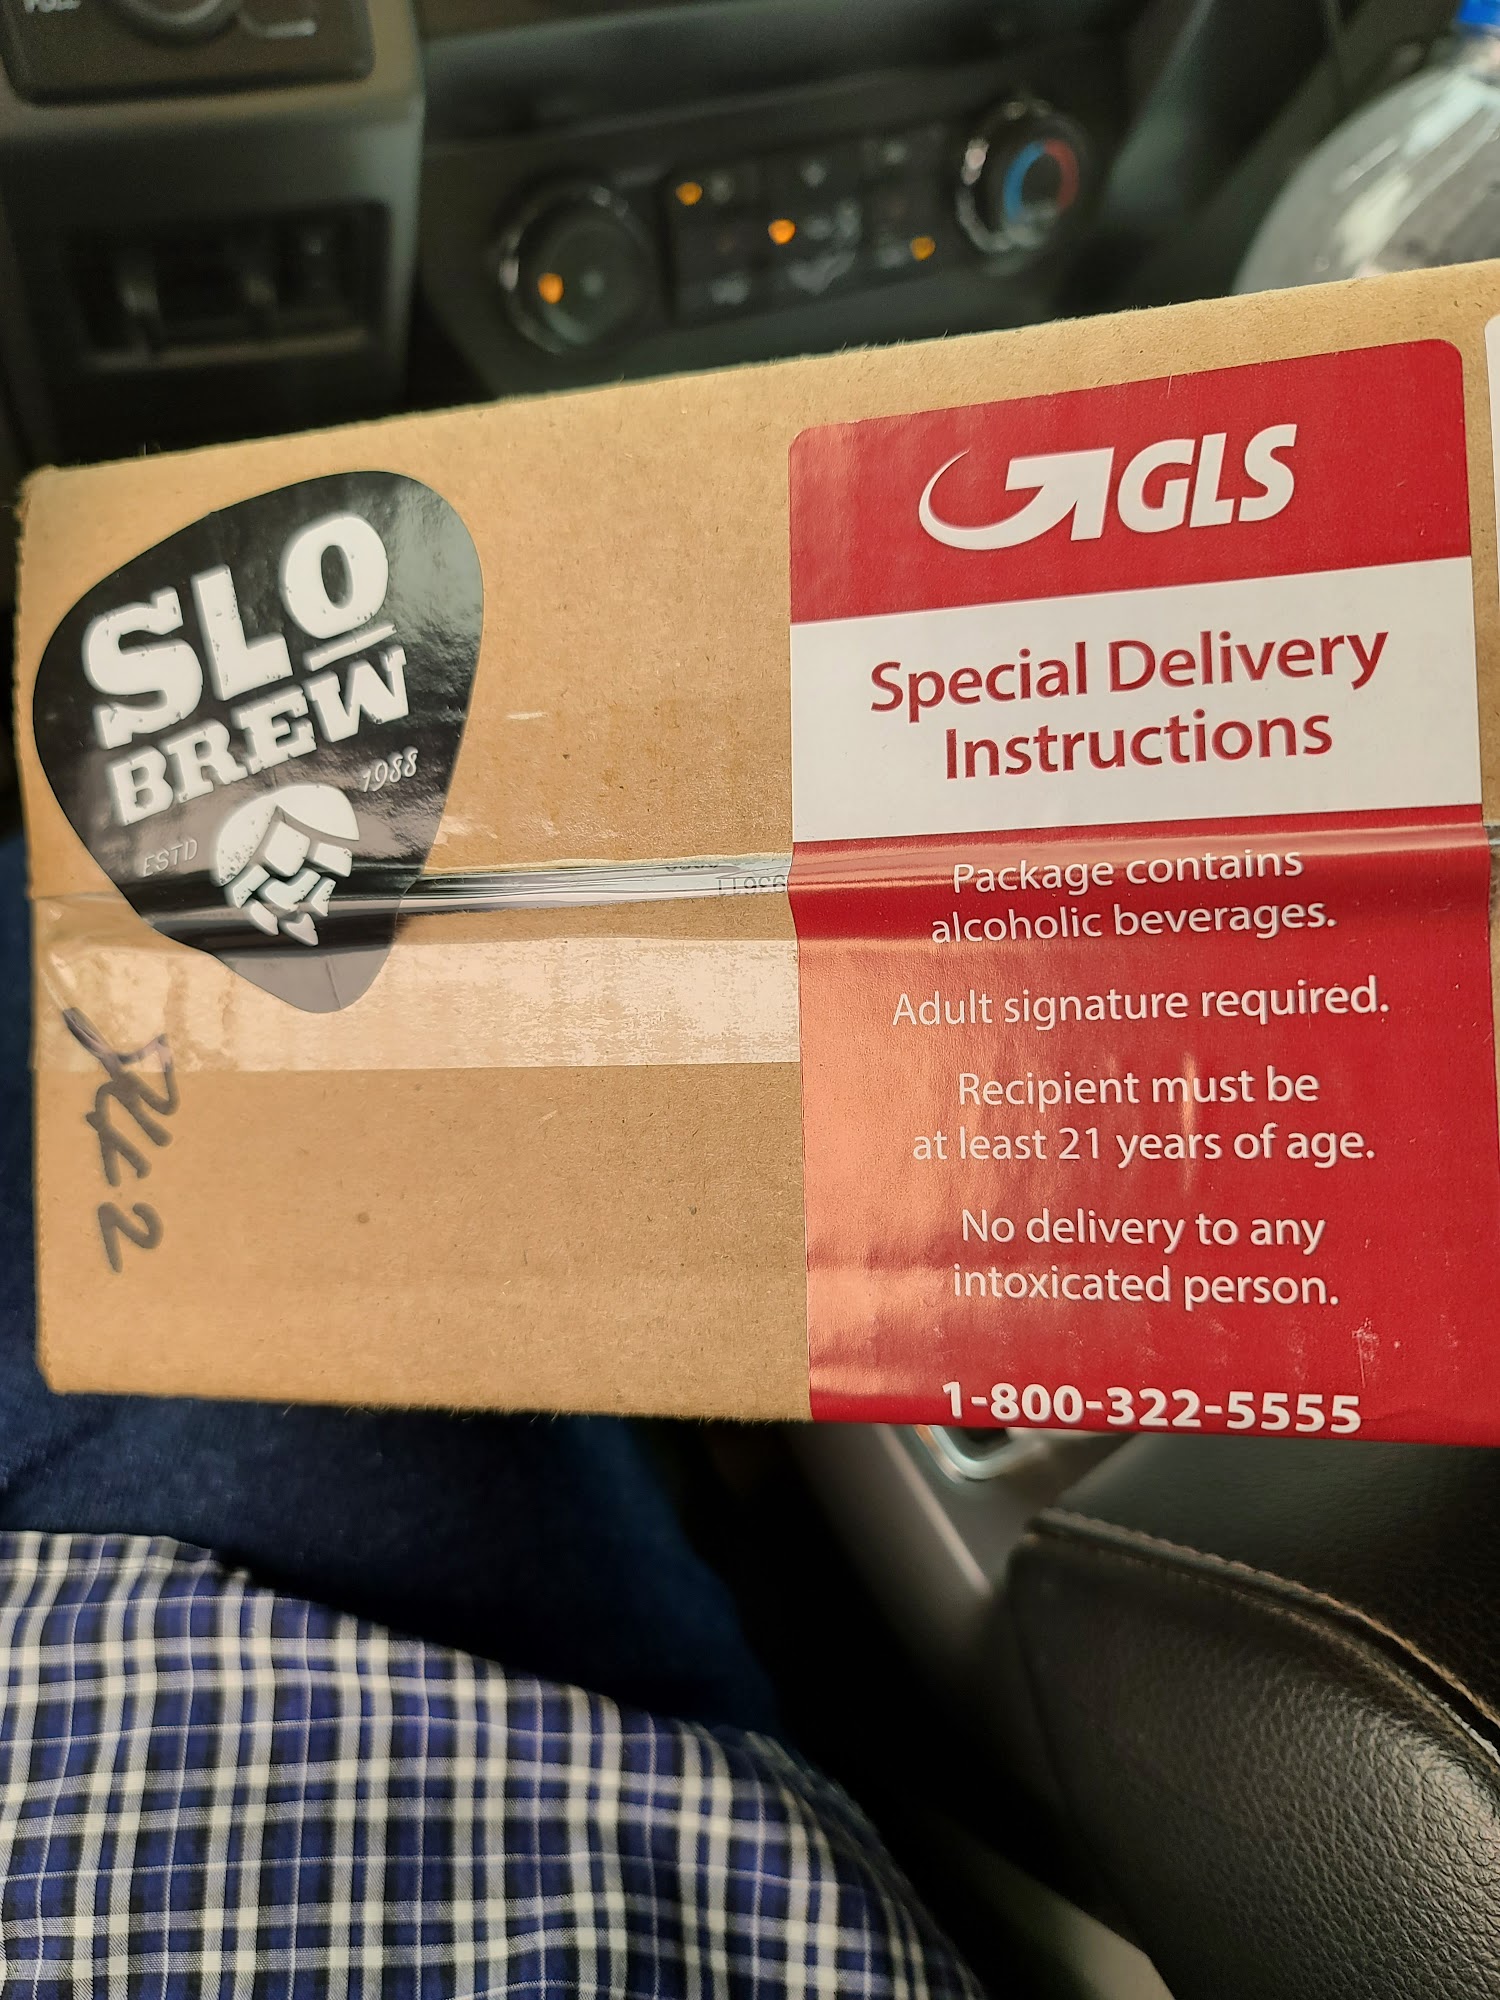 SLO
BREW
ESTD
1988
GLS
Special Delivery
Instructions
Package contains
alcoholic beverages.
Adult signature required.
Recipient must be
at least 21 years of age.
No delivery to any
intoxicated person.
1-800-322-5555